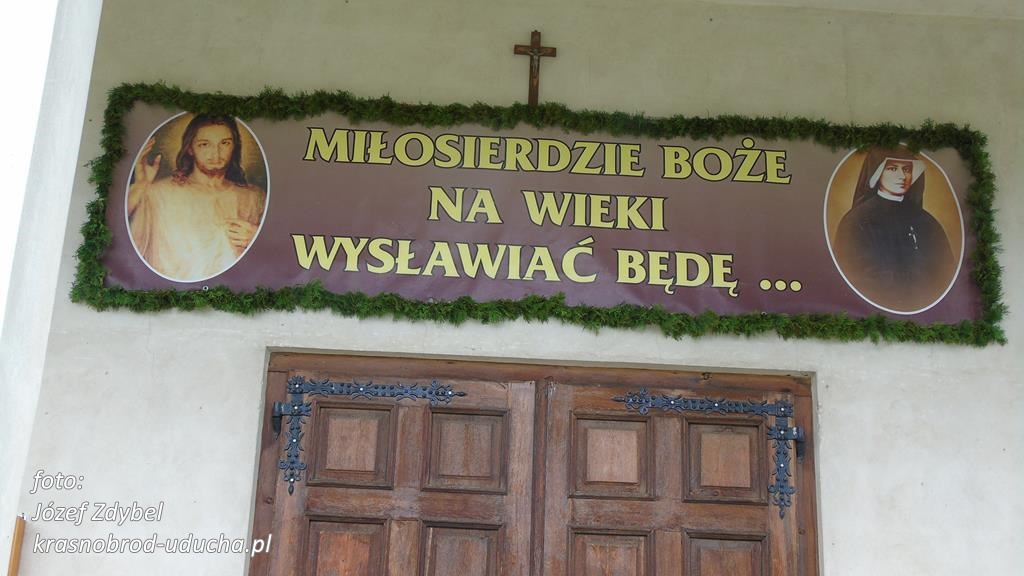 MIŁOSIERDZIE BOŻE
NA WIEKI
WYSŁAWIAĆ BĘDĘ ...
foto:
Józef Zdybel
krasnobrod-uducha.pl